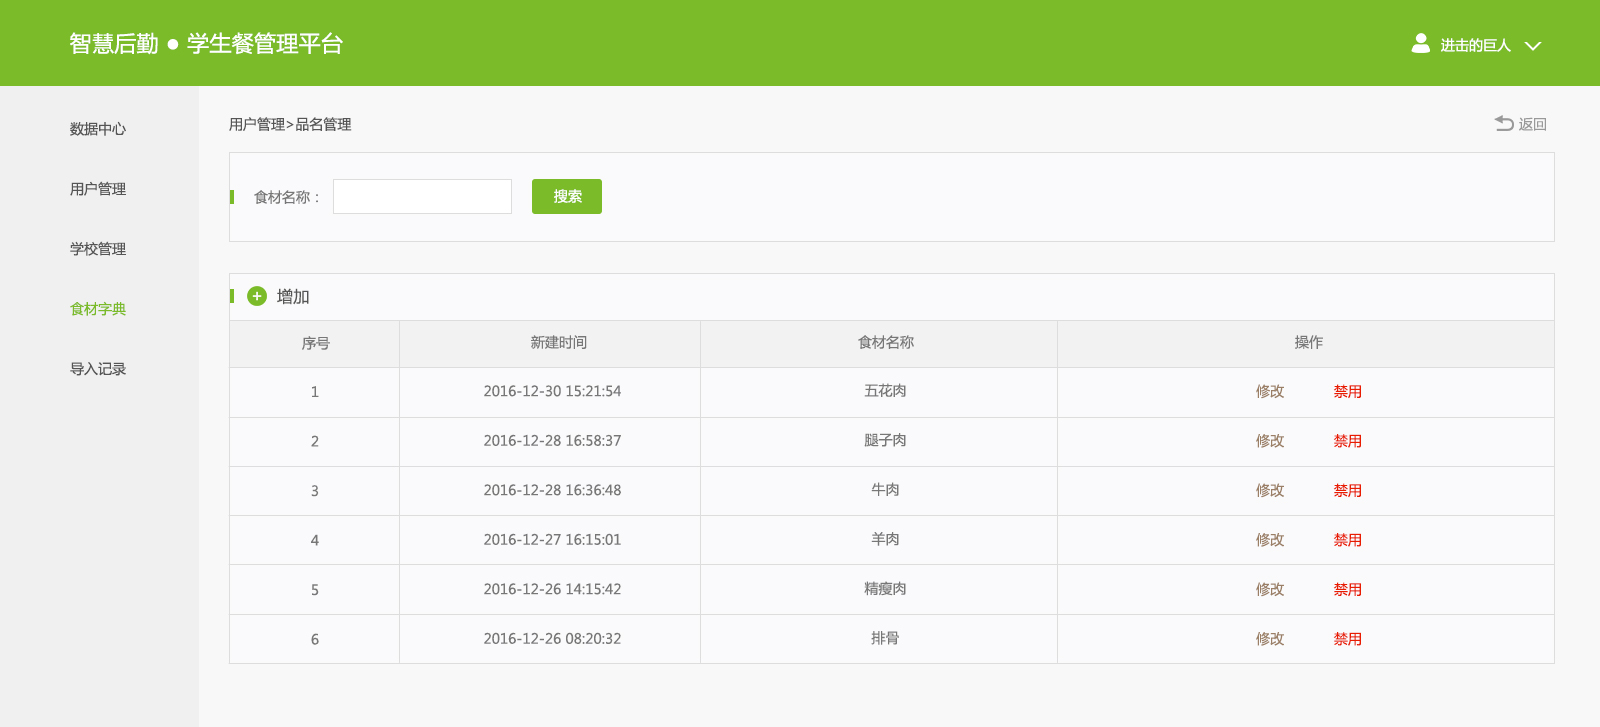 智慧后勤 ● 学生餐管理平台
进击的巨人
数据中心
用户管理
学校管理
食材字典
导入记录
用户管理>品名管理
返回
食材名称：
搜索
增加
序号 新建时间 食材名称 操作
1 2016-12-30 15:21:54 五花肉 修改 禁用
2 2016-12-28 16:58:37 腿子肉 修改 禁用
3 2016-12-28 16:36:48 牛肉 修改 禁用
4 2016-12-27 16:15:01 羊肉 修改 禁用
5 2016-12-26 14:15:42 精瘦肉 修改 禁用
6 2016-12-26 08:20:32 排骨 修改 禁用